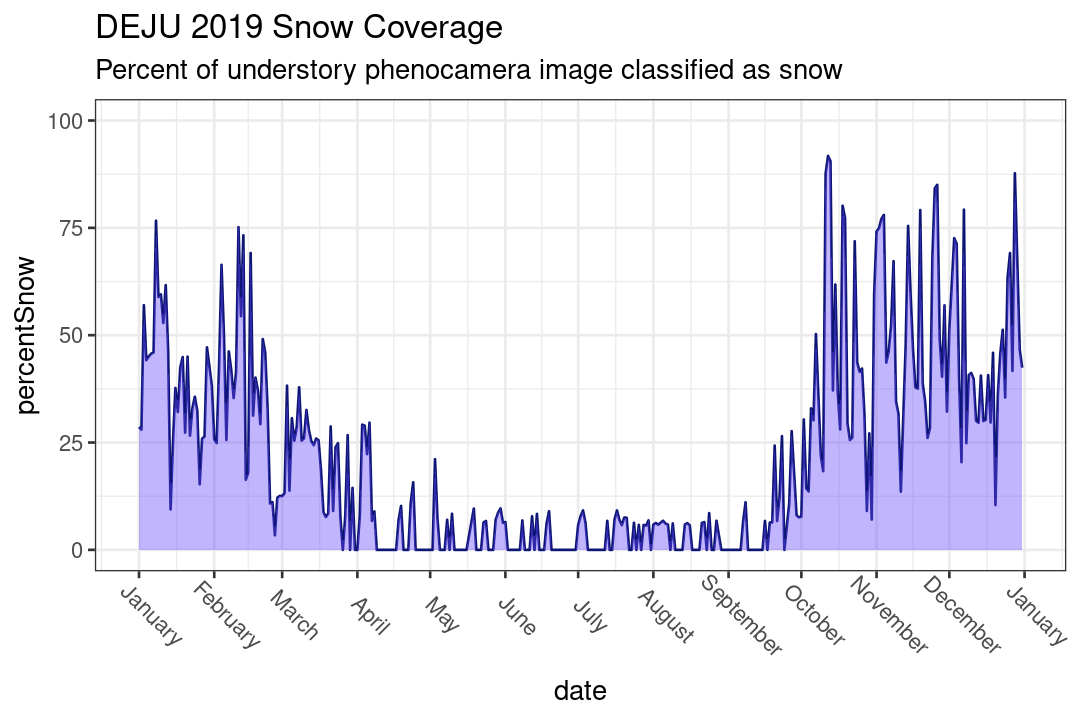 DEJU 2019 Snow Coverage
Percent of understory phenocamera image classified as snow
percentSnow
100
75
50
25
0
January
February
March
April
May
June
July
August
September
October
November
December
January
date